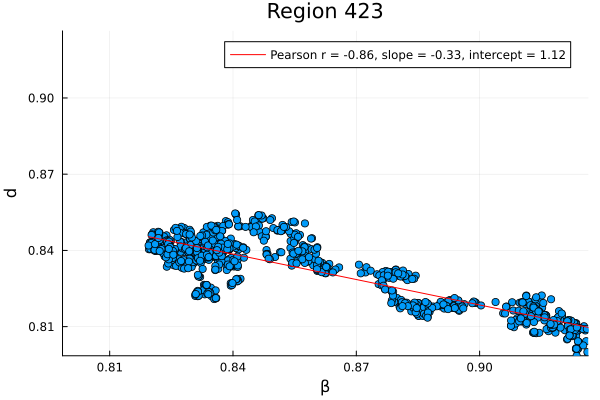 Region 423
Pearson r = -0.86, slope = -0.33, intercept = 1.12
d
0.90
0.87
0.84
0.81
0.81 0.84 0.87 0.90
β